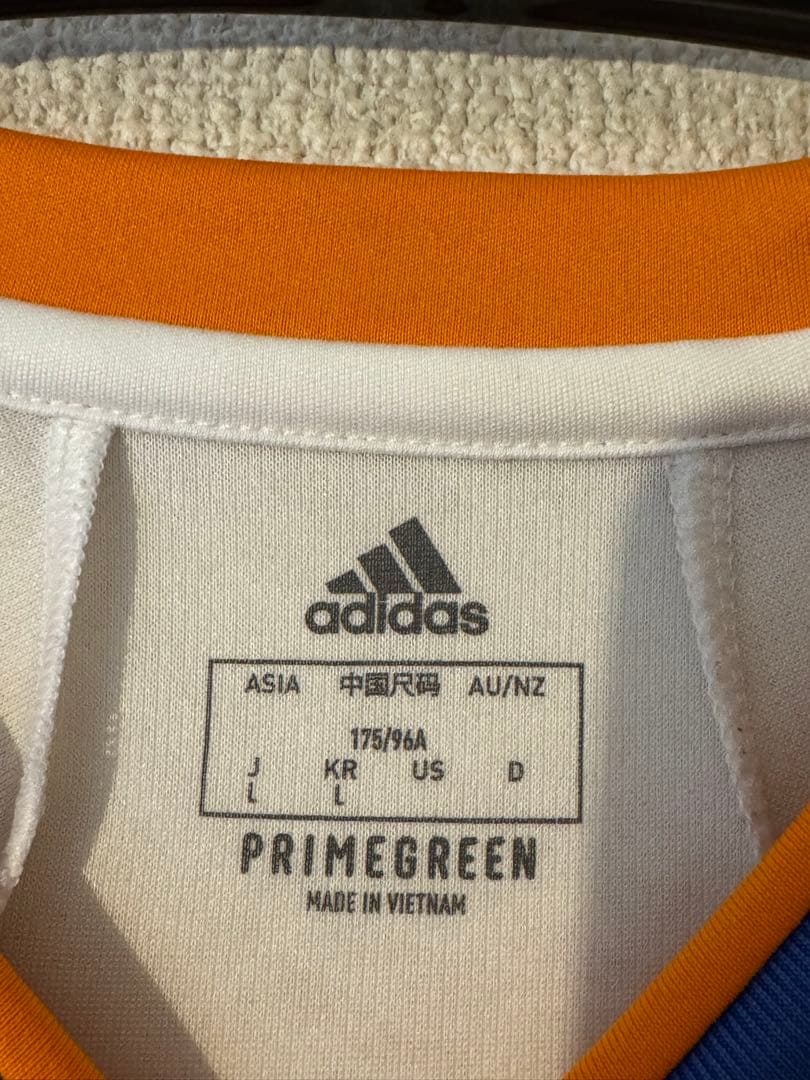 adidas
ASIA 中国尺码 AU/NZ
175/96A
J KR US D
L L
PRIMEGREEN
MADE IN VIETNAM